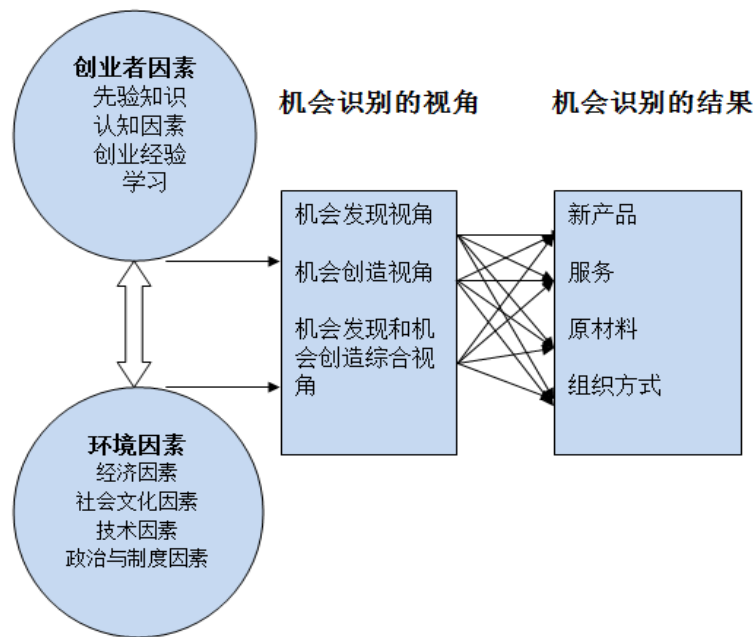 创业者因素
先验知识
认知因素
创业经验
学习
机会识别的视角
机会识别的结果
机会发现视角
机会创造视角
机会发现和机
会创造综合视
角
新产品
服务
原材料
组织方式
环境因素
经济因素
社会文化因素
技术因素
政治与制度因素